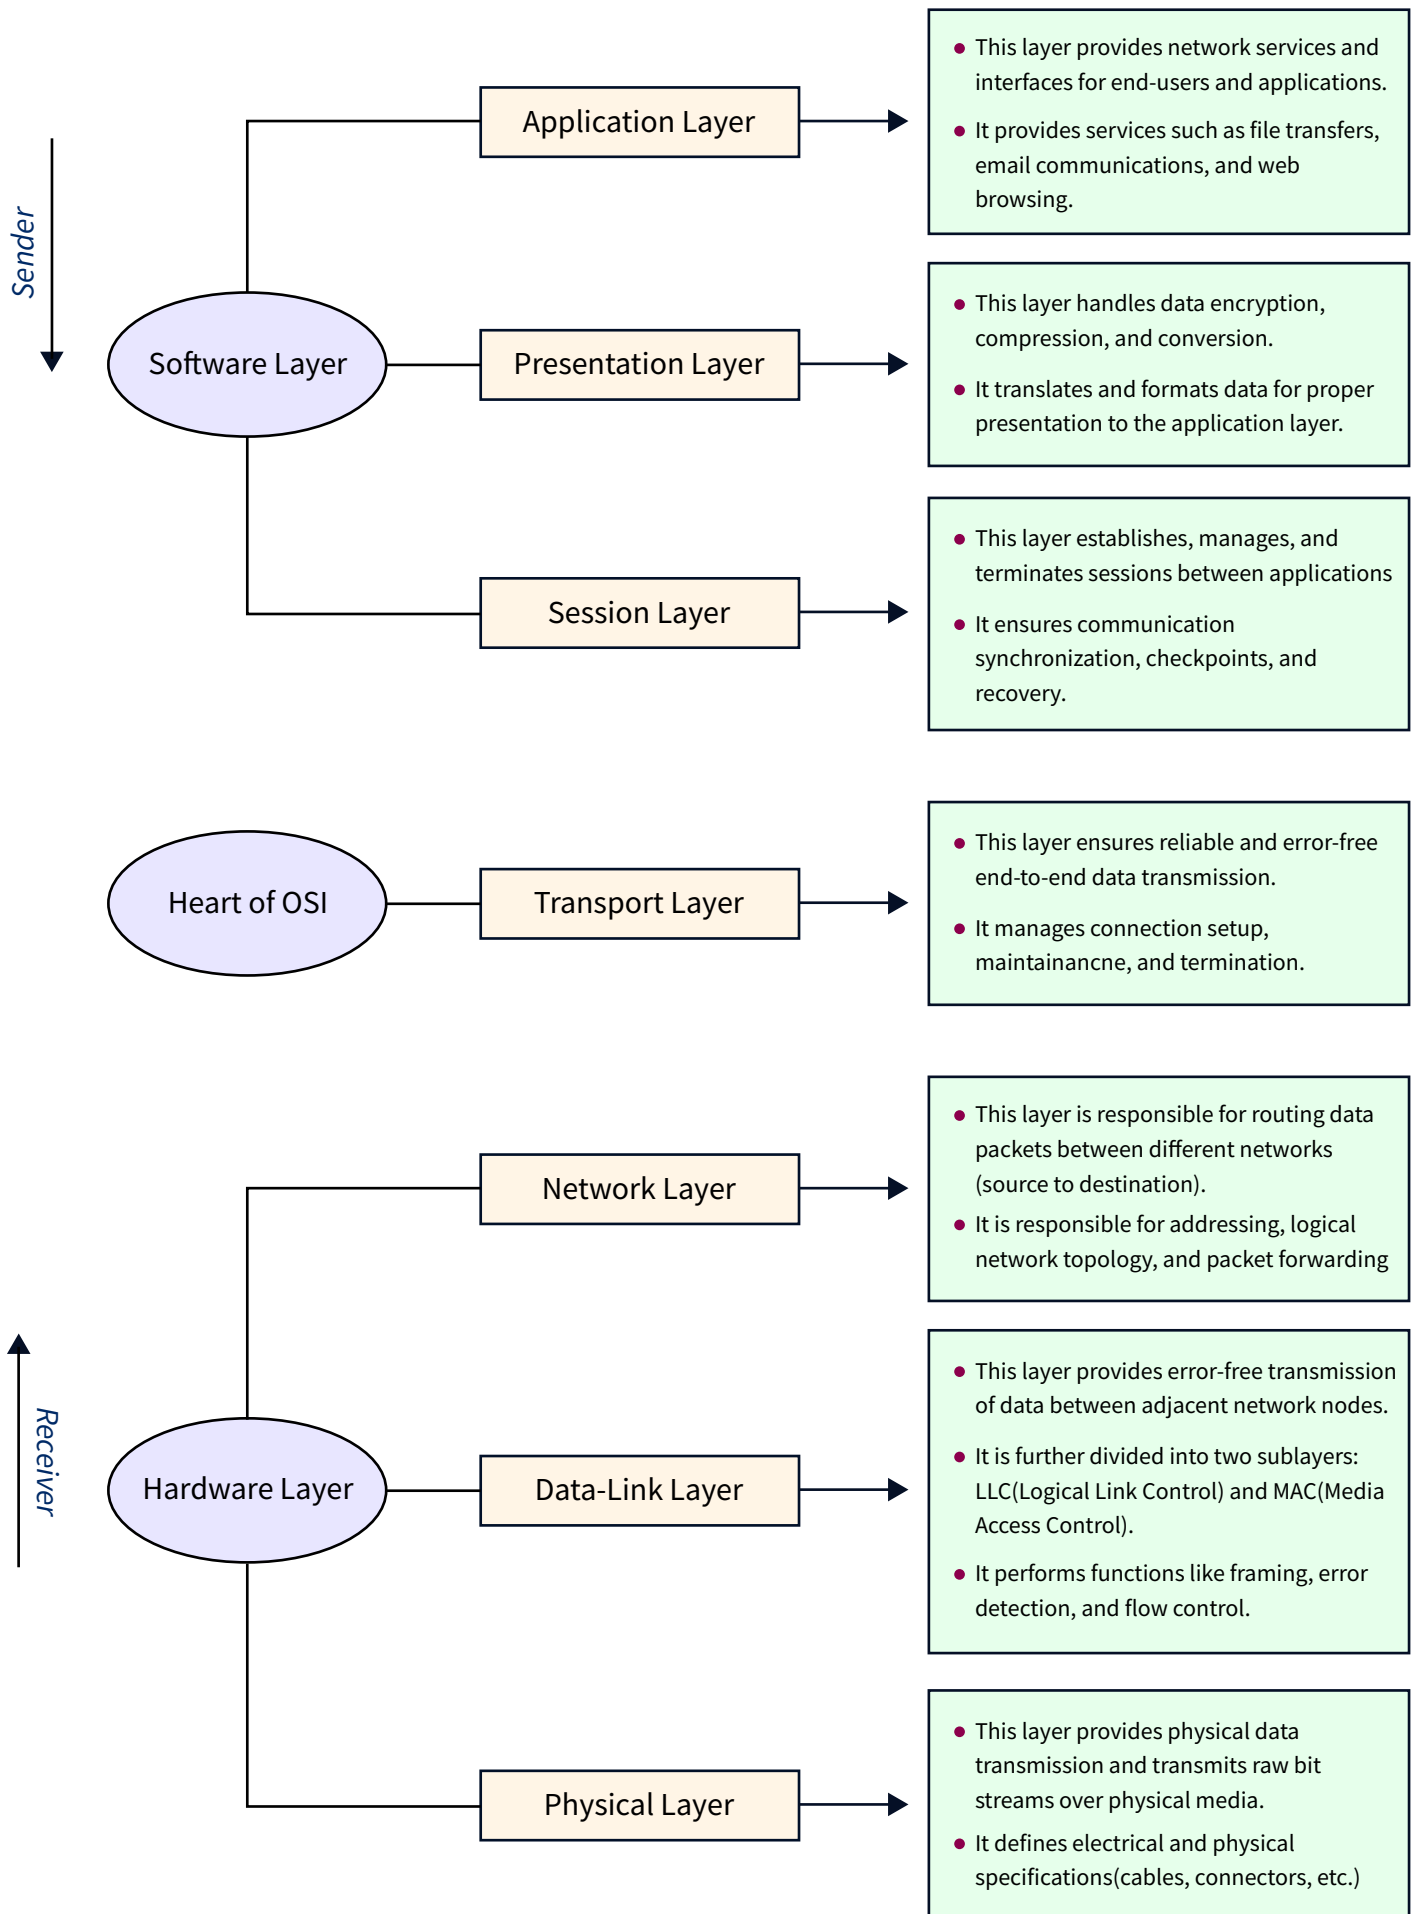 Sender
Software Layer
Application Layer
This layer provides network services and
interfaces for end-users and applications.
It provides services such as file transfers,
email communications, and web
browsing.
Presentation Layer
This layer handles data encryption,
compression, and conversion.
It translates and formats data for proper
presentation to the application layer.
Session Layer
This layer establishes, manages, and
terminates sessions between applications
It ensures communication
synchronization, checkpoints, and
recovery.
Heart of OSI
Transport Layer
This layer ensures reliable and error-free
end-to-end data transmission.
It manages connection setup,
maintainancne, and termination.
Receiver
Hardware Layer
Network Layer
This layer is responsible for routing data
packets between different networks
(source to destination).
It is responsible for addressing, logical
network topology, and packet forwarding
Data-Link Layer
This layer provides error-free transmission
of data between adjacent network nodes.
It is further divided into two sublayers:
LLC(Logical Link Control) and MAC(Media
Access Control).
It performs functions like framing, error
detection, and flow control.
Physical Layer
This layer provides physical data
transmission and transmits raw bit
streams over physical media.
It defines electrical and physical
specifications(cables, connectors, etc.)